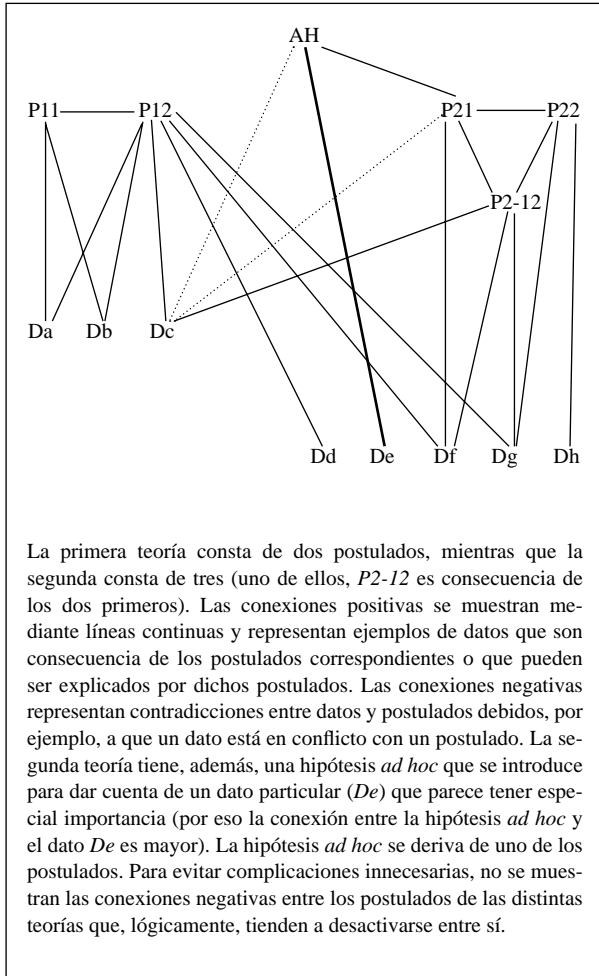 AH
P11 P12 P21 P22
P2-12
Da Db Dc
Dd De Df Dg Dh
La primera teoría consta de dos postulados, mientras que la
segunda consta de tres (uno de ellos, P2-12 es consecuencia de
los dos primeros). Las conexiones positivas se muestran me-
diante líneas continuas y representan ejemplos de datos que son
consecuencia de los postulados correspondientes o que pueden
ser explicados por dichos postulados. Las conexiones negativas
representan contradicciones entre datos y postulados debidos, por
ejemplo, a que un dato está en conflicto con un postulado. La se-
gunda teoría tiene, además, una hipótesis ad hoc que se introduce
para dar cuenta de un dato particular (De) que parece tener espe-
cial importancia (por eso la conexión entre la hipótesis ad hoc y
el dato De es mayor). La hipótesis ad hoc se deriva de uno de los
postulados. Para evitar complicaciones innecesarias, no se mues-
tran las conexiones negativas entre los postulados de las distintas
teorías que, lógicamente, tienden a desactivarse entre sí.